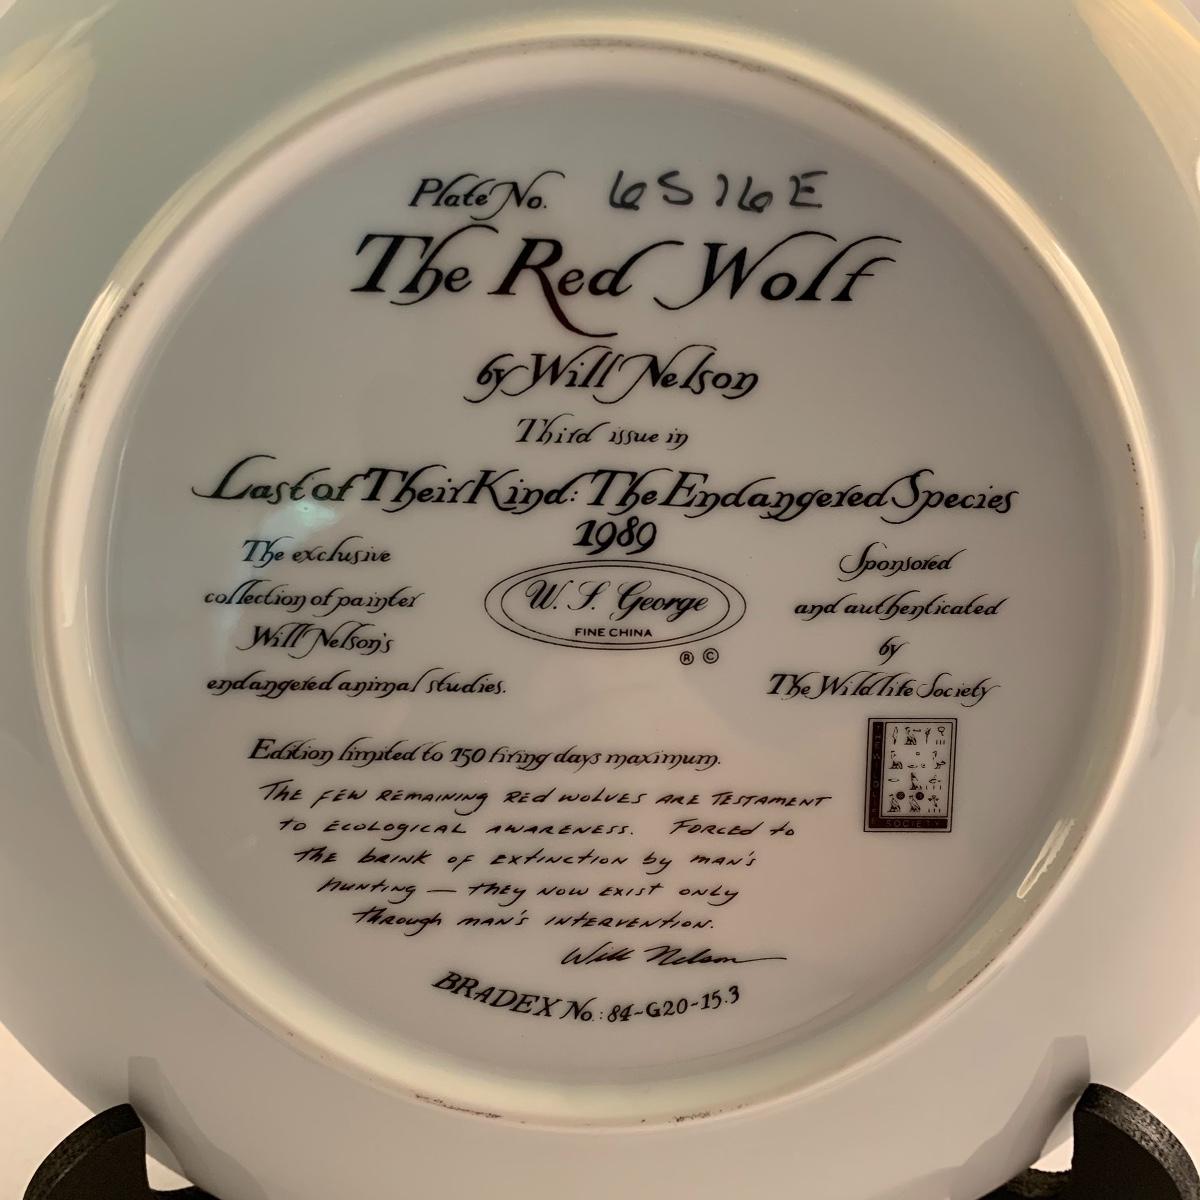 Plate No. 6516E
The Red Wolf
by Will Nelson
Third issue in
Last of Their Kind: The Endangered Species
1989
The exclusive
collection of painter
Will Nelson's
endangered animal studies.
W. S. George
FINE CHINA
® ©
Sponsored
and authenticated
by
The Wildlife Society
THE WILDLIFE
SOCIETY
Edition limited to 150 firing days maximum.
THE FEW REMAINING RED WOLVES ARE TESTAMENT
TO ECOLOGICAL AWARENESS. FORCED TO
THE BRINK OF EXTINCTION BY MAN'S
HUNTING — THEY NOW EXIST ONLY
THROUGH MAN'S INTERVENTION.
Will Nelson
BRADEX No.: 84-G20-15.3